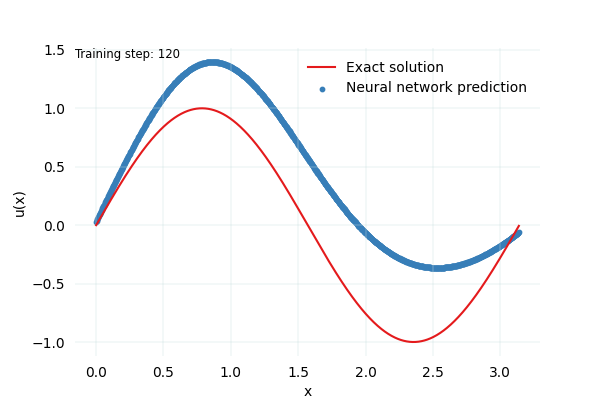 Training step: 120
Exact solution
Neural network prediction
1.5
1.0
0.5
0.0
−0.5
−1.0
u(x)
0.0 0.5 1.0 1.5 2.0 2.5 3.0
x